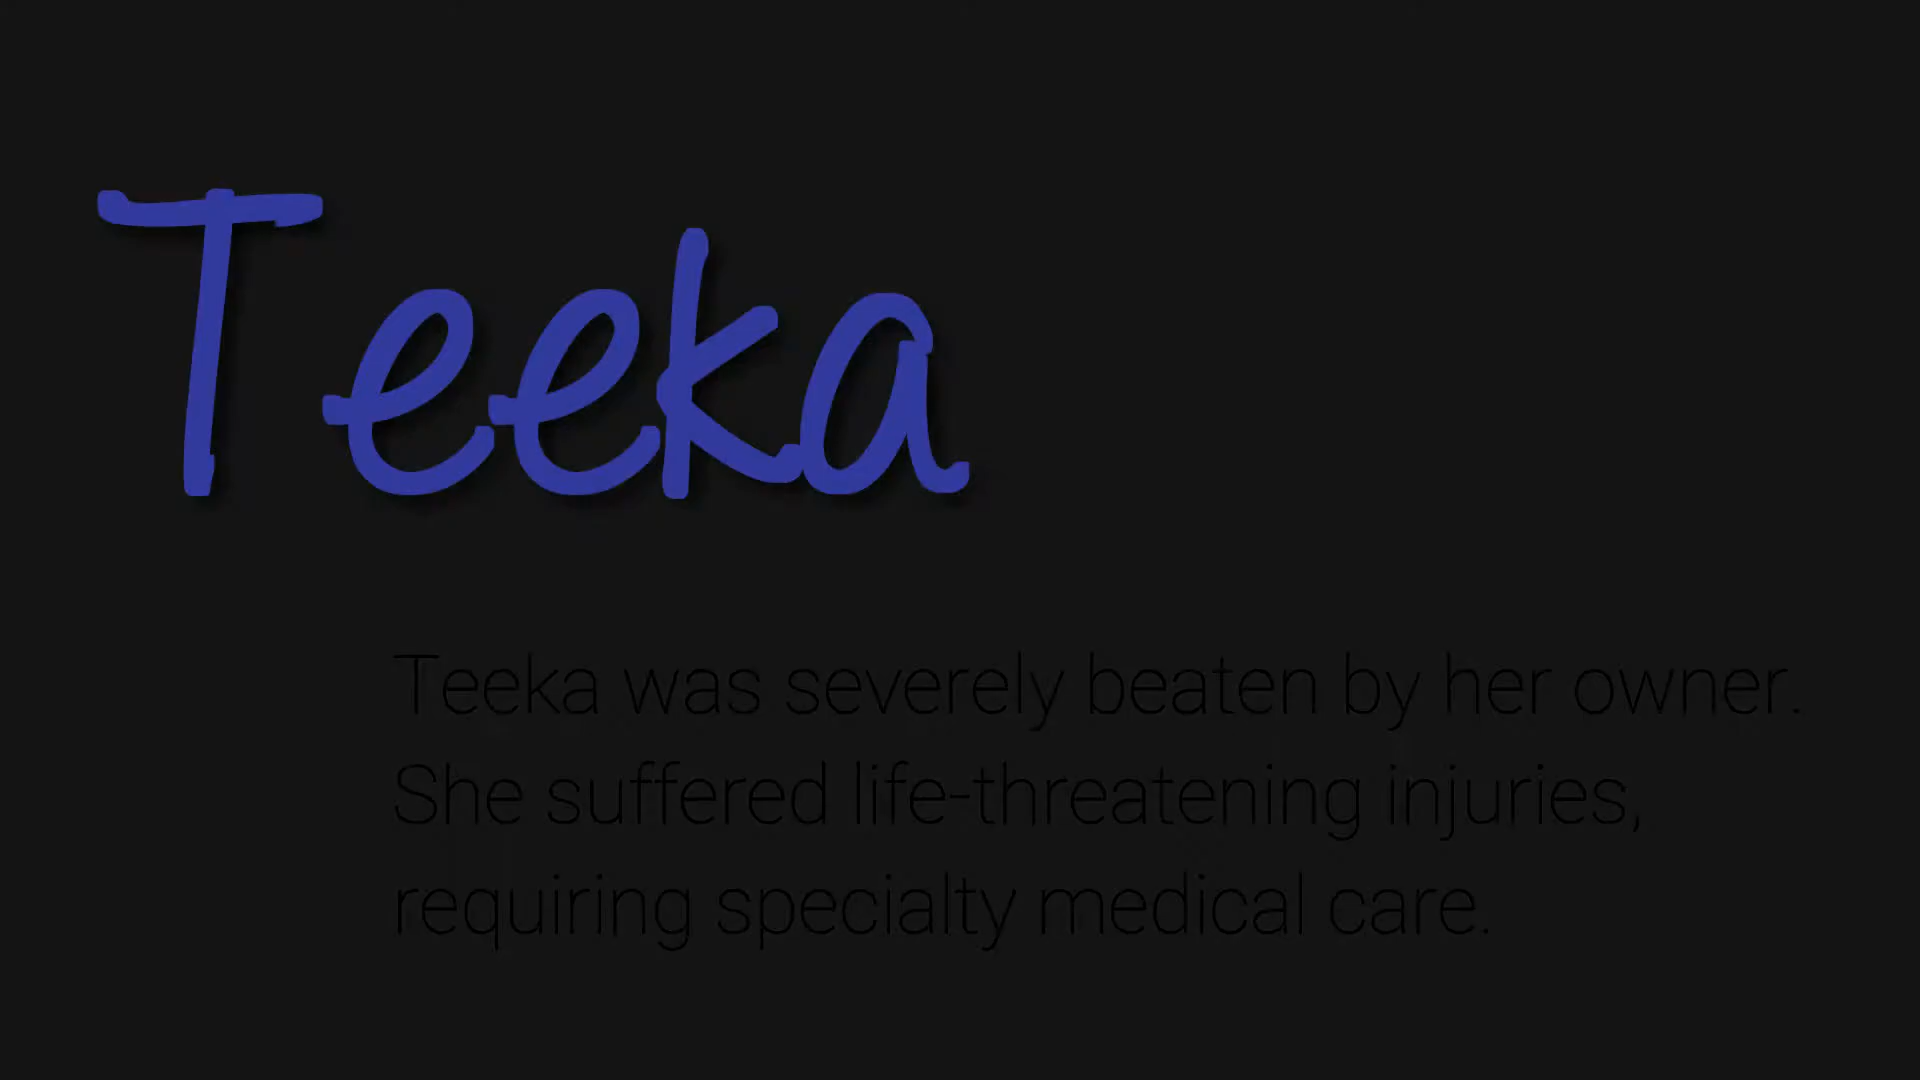 Teeka
Teeka was severely beaten by her owner.
She suffered life-threatening injuries,
requiring specialty medical care.